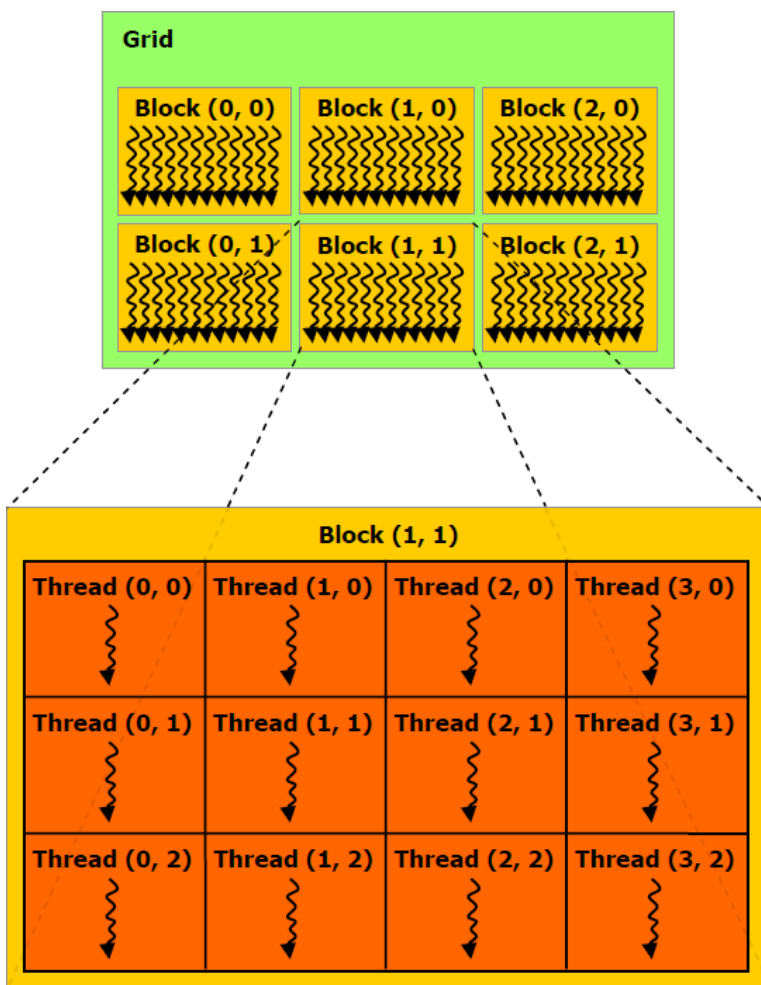 Grid
Block (0, 0) Block (1, 0) Block (2, 0)
Block (0, 1) Block (1, 1) Block (2, 1)
Block (1, 1)
Thread (0, 0) Thread (1, 0) Thread (2, 0) Thread (3, 0)
Thread (0, 1) Thread (1, 1) Thread (2, 1) Thread (3, 1)
Thread (0, 2) Thread (1, 2) Thread (2, 2) Thread (3, 2)